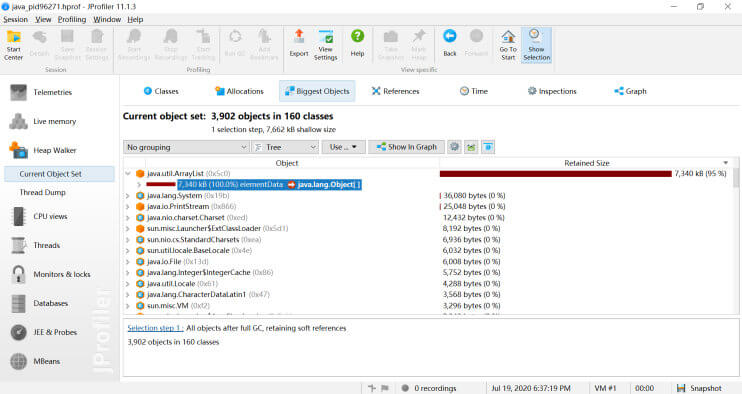 java_pid96271.hprof - JProfiler 11.1.3
Session View Profiling Window Help
Start Center
Detach
Save Snapshot
Session Settings
Start Recordings
Stop Recordings
Start Tracking
Run GC
Add Bookmark
Export
View Settings
Help
Take Snapshot
Mark Heap
Back
Forward
Go To Start
Show Selection
Session
Profiling
View specific
Telemetries
Live memory
Heap Walker
Current Object Set
Thread Dump
CPU views
Threads
Monitors & locks
Databases
JEE & Probes
MBeans
JProfiler
Classes
Allocations
Biggest Objects
References
Time
Inspections
Graph
Current object set: 3,902 objects in 160 classes
1 selection step, 7,662 kB shallow size
No grouping
Tree
Use ...
Show In Graph
Object Retained Size
java.util.ArrayList (0x5c0) 7,340 kB (95 %)
7,340 kB (100.0%) elementData java.lang.Object[ ]
java.lang.System (0x19b) 36,080 bytes (0 %)
java.io.PrintStream (0x866) 25,048 bytes (0 %)
java.nio.charset.Charset (0xed) 12,432 bytes (0 %)
sun.misc.Launcher$ExtClassLoader (0x5d1) 8,192 bytes (0 %)
sun.nio.cs.StandardCharsets (0xea) 6,936 bytes (0 %)
sun.util.locale.BaseLocale (0x4e) 6,032 bytes (0 %)
java.io.File (0x13d) 6,008 bytes (0 %)
java.lang.Integer$IntegerCache (0x86) 5,752 bytes (0 %)
java.util.Locale (0x61) 4,288 bytes (0 %)
java.lang.CharacterDataLatin1 (0x47) 3,568 bytes (0 %)
sun.misc.VM (0xf2) 3,296 bytes (0 %)
Selection step 1 : All objects after full GC, retaining soft references
3,902 objects in 160 classes
0 recordings
Jul 19, 2020 6:37:19 PM
VM #1
00:00
Snapshot